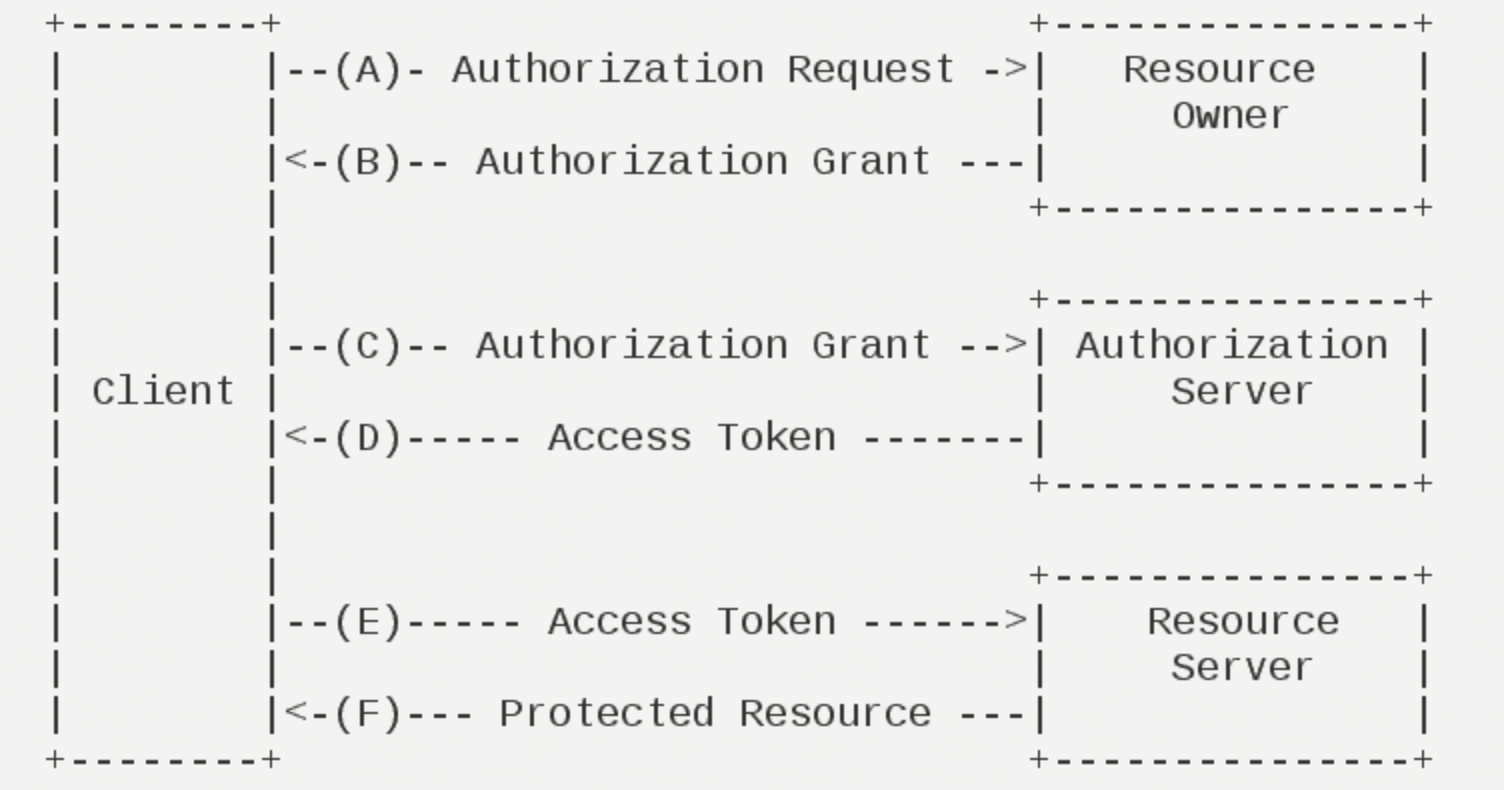 +--------+                               +---------------+
|        |--(A)- Authorization Request ->|   Resource    |
|        |                               |     Owner     |
|        |<-(B)-- Authorization Grant ---|               |
|        |                               +---------------+
|        |
|        |                               +---------------+
|        |--(C)-- Authorization Grant -->| Authorization |
| Client |                               |     Server    |
|        |<-(D)----- Access Token -------|               |
|        |                               +---------------+
|        |
|        |                               +---------------+
|        |--(E)----- Access Token ------>|    Resource   |
|        |                               |     Server    |
|        |<-(F)--- Protected Resource ---|               |
+--------+                               +---------------+